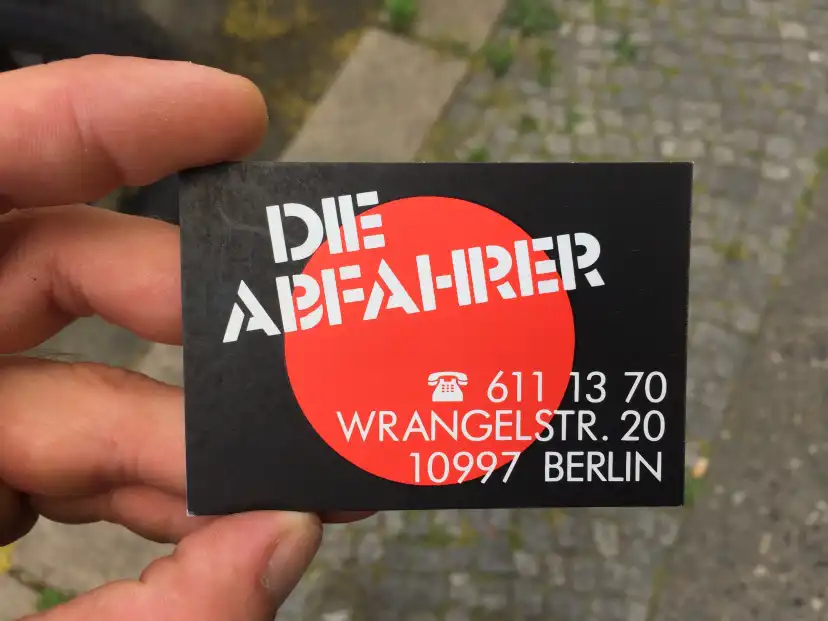 DIE
ABFAHRER
☎ 611 13 70
WRANGELSTR. 20
10997 BERLIN